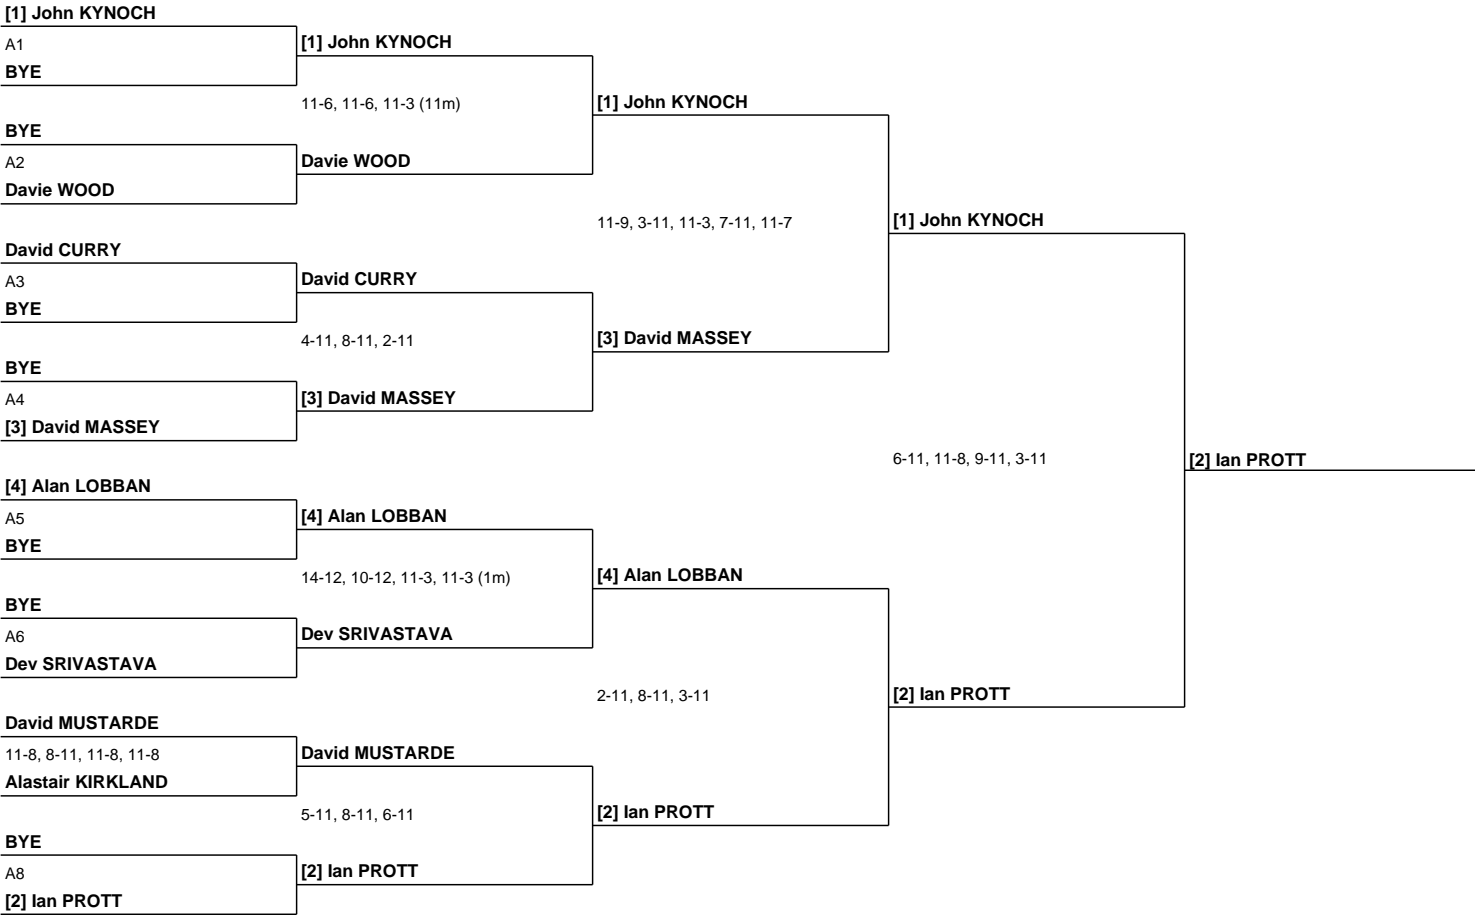 [1] John KYNOCH
A1
BYE
BYE
A2
Davie WOOD
David CURRY
A3
BYE
BYE
A4
[3] David MASSEY
[4] Alan LOBBAN
A5
BYE
BYE
A6
Dev SRIVASTAVA
David MUSTARDE
11-8, 8-11, 11-8, 11-8
Alastair KIRKLAND
BYE
A8
[2] Ian PROTT
[1] John KYNOCH
11-6, 11-6, 11-3 (11m)
Davie WOOD
David CURRY
4-11, 8-11, 2-11
[3] David MASSEY
[4] Alan LOBBAN
14-12, 10-12, 11-3, 11-3 (1m)
Dev SRIVASTAVA
David MUSTARDE
5-11, 8-11, 6-11
[2] Ian PROTT
[1] John KYNOCH
11-9, 3-11, 11-3, 7-11, 11-7
[3] David MASSEY
[4] Alan LOBBAN
2-11, 8-11, 3-11
[2] Ian PROTT
[1] John KYNOCH
6-11, 11-8, 9-11, 3-11
[2] Ian PROTT
[2] Ian PROTT